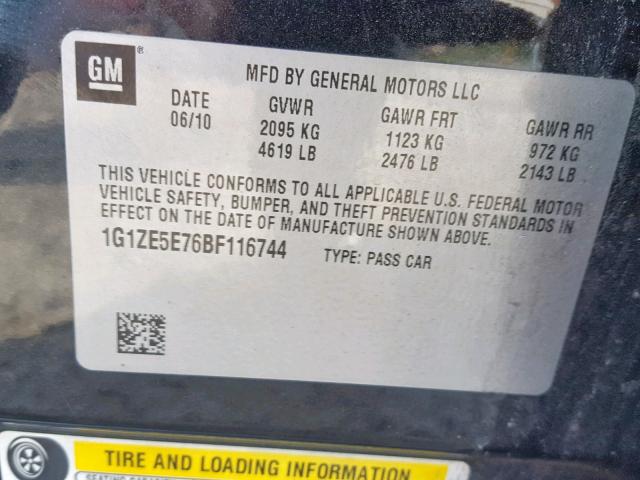 GM ®
MFD BY GENERAL MOTORS LLC
DATE GVWR GAWR FRT GAWR RR
06/10 2095 KG 1123 KG 972 KG
4619 LB 2476 LB 2143 LB
THIS VEHICLE CONFORMS TO ALL APPLICABLE U.S. FEDERAL MOTOR
VEHICLE SAFETY, BUMPER, AND THEFT PREVENTION STANDARDS IN
EFFECT ON THE DATE OF MANUFACTURE SHOWN ABOVE.
1G1ZE5E76BF116744 TYPE: PASS CAR
TIRE AND LOADING INFORMATION
SEATING CAPACITY